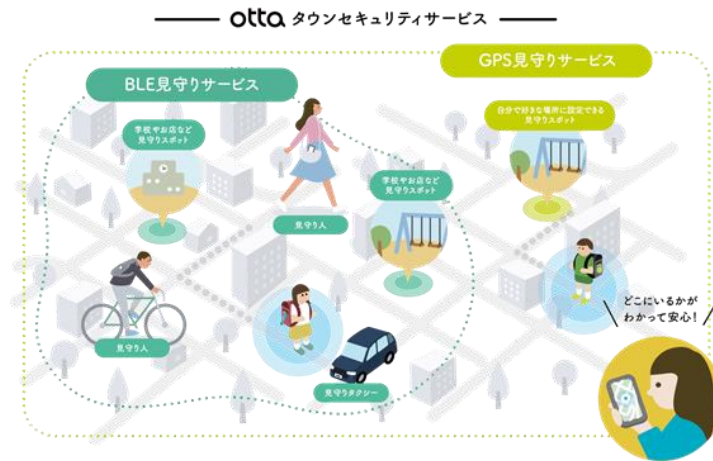 otta タウンセキュリティサービス
GPS見守りサービス
BLE見守りサービス
自分で好きな場所に設定できる
見守りスポット
学校やお店など
見守りスポット
学校やお店など
見守りスポット
見守り人
見守り人
見守りタクシー
どこにいるかが
わかって安心!